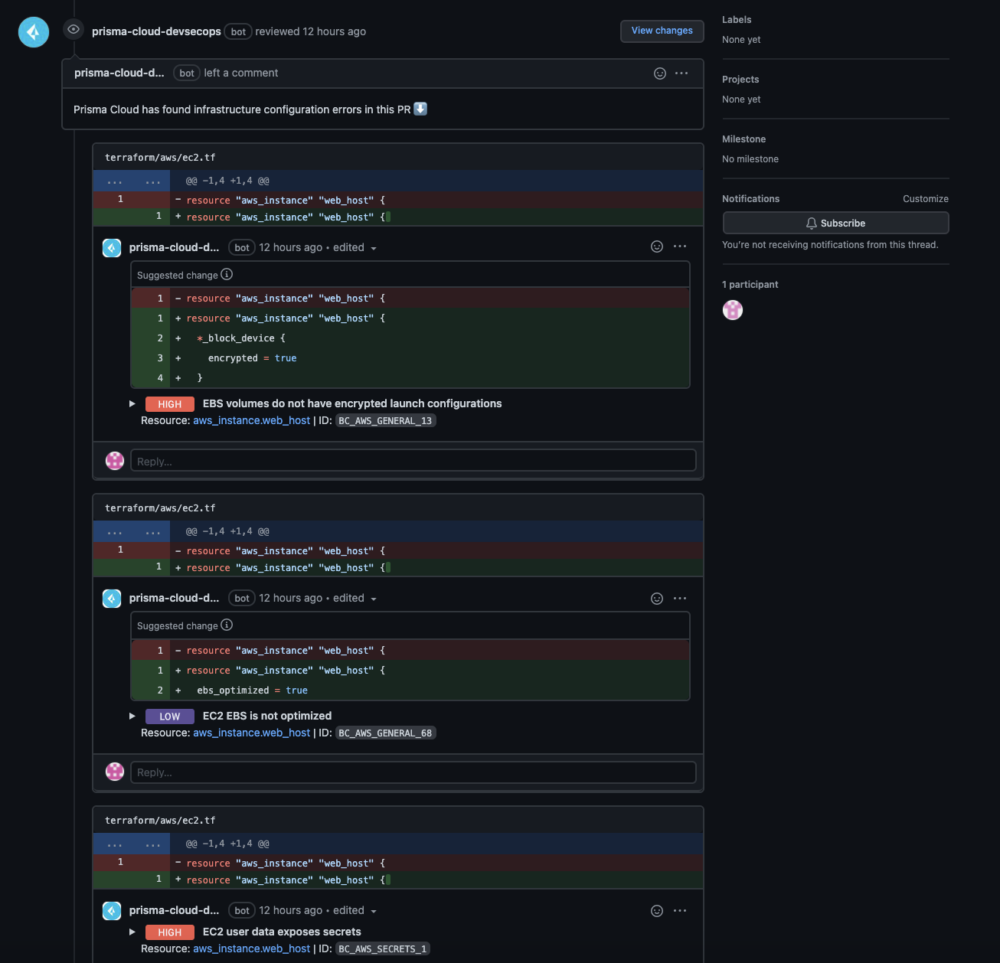 prisma-cloud-devsecops bot reviewed 12 hours ago
View changes
prisma-cloud-d... bot left a comment
Prisma Cloud has found infrastructure configuration errors in this PR ⬇️
terraform/aws/ec2.tf
... ... @@ -1,4 +1,4 @@
1 - resource "aws_instance" "web_host" {
1 + resource "aws_instance" "web_host" {
prisma-cloud-d... bot 12 hours ago • edited
Suggested change
1 - resource "aws_instance" "web_host" {
1 + resource "aws_instance" "web_host" {
2 + *_block_device {
3 + encrypted = true
4 + }
HIGH EBS volumes do not have encrypted launch configurations
Resource: aws_instance.web_host | ID: BC_AWS_GENERAL_13
Reply...
terraform/aws/ec2.tf
... ... @@ -1,4 +1,4 @@
1 - resource "aws_instance" "web_host" {
1 + resource "aws_instance" "web_host" {
prisma-cloud-d... bot 12 hours ago • edited
Suggested change
1 - resource "aws_instance" "web_host" {
1 + resource "aws_instance" "web_host" {
2 + ebs_optimized = true
LOW EC2 EBS is not optimized
Resource: aws_instance.web_host | ID: BC_AWS_GENERAL_68
Reply...
terraform/aws/ec2.tf
... ... @@ -1,4 +1,4 @@
1 - resource "aws_instance" "web_host" {
1 + resource "aws_instance" "web_host" {
prisma-cloud-d... bot 12 hours ago • edited
HIGH EC2 user data exposes secrets
Resource: aws_instance.web_host | ID: BC_AWS_SECRETS_1
Labels
None yet
Projects
None yet
Milestone
No milestone
Notifications Customize
Subscribe
You're not receiving notifications from this thread.
1 participant